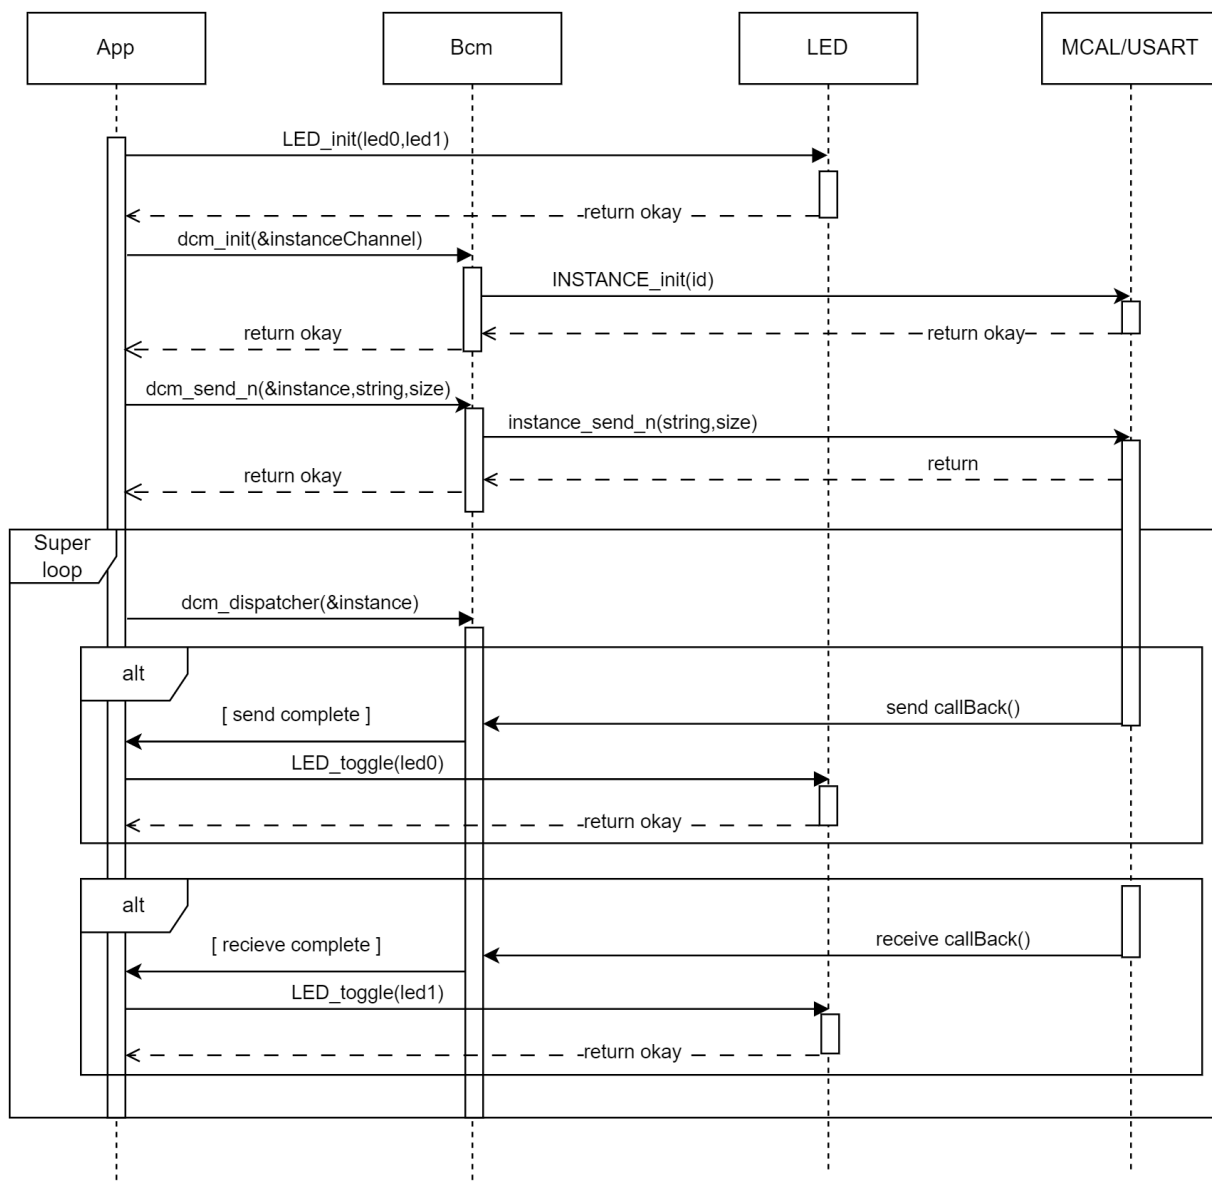 App
Bcm
LED
MCAL/USART
LED_init(led0,led1)
return okay
dcm_init(&instanceChannel)
INSTANCE_init(id)
return okay
return okay
dcm_send_n(&instance,string,size)
instance_send_n(string,size)
return
return okay
Super
loop
dcm_dispatcher(&instance)
alt
send callBack()
[ send complete ]
LED_toggle(led0)
return okay
alt
receive callBack()
[ recieve complete ]
LED_toggle(led1)
return okay